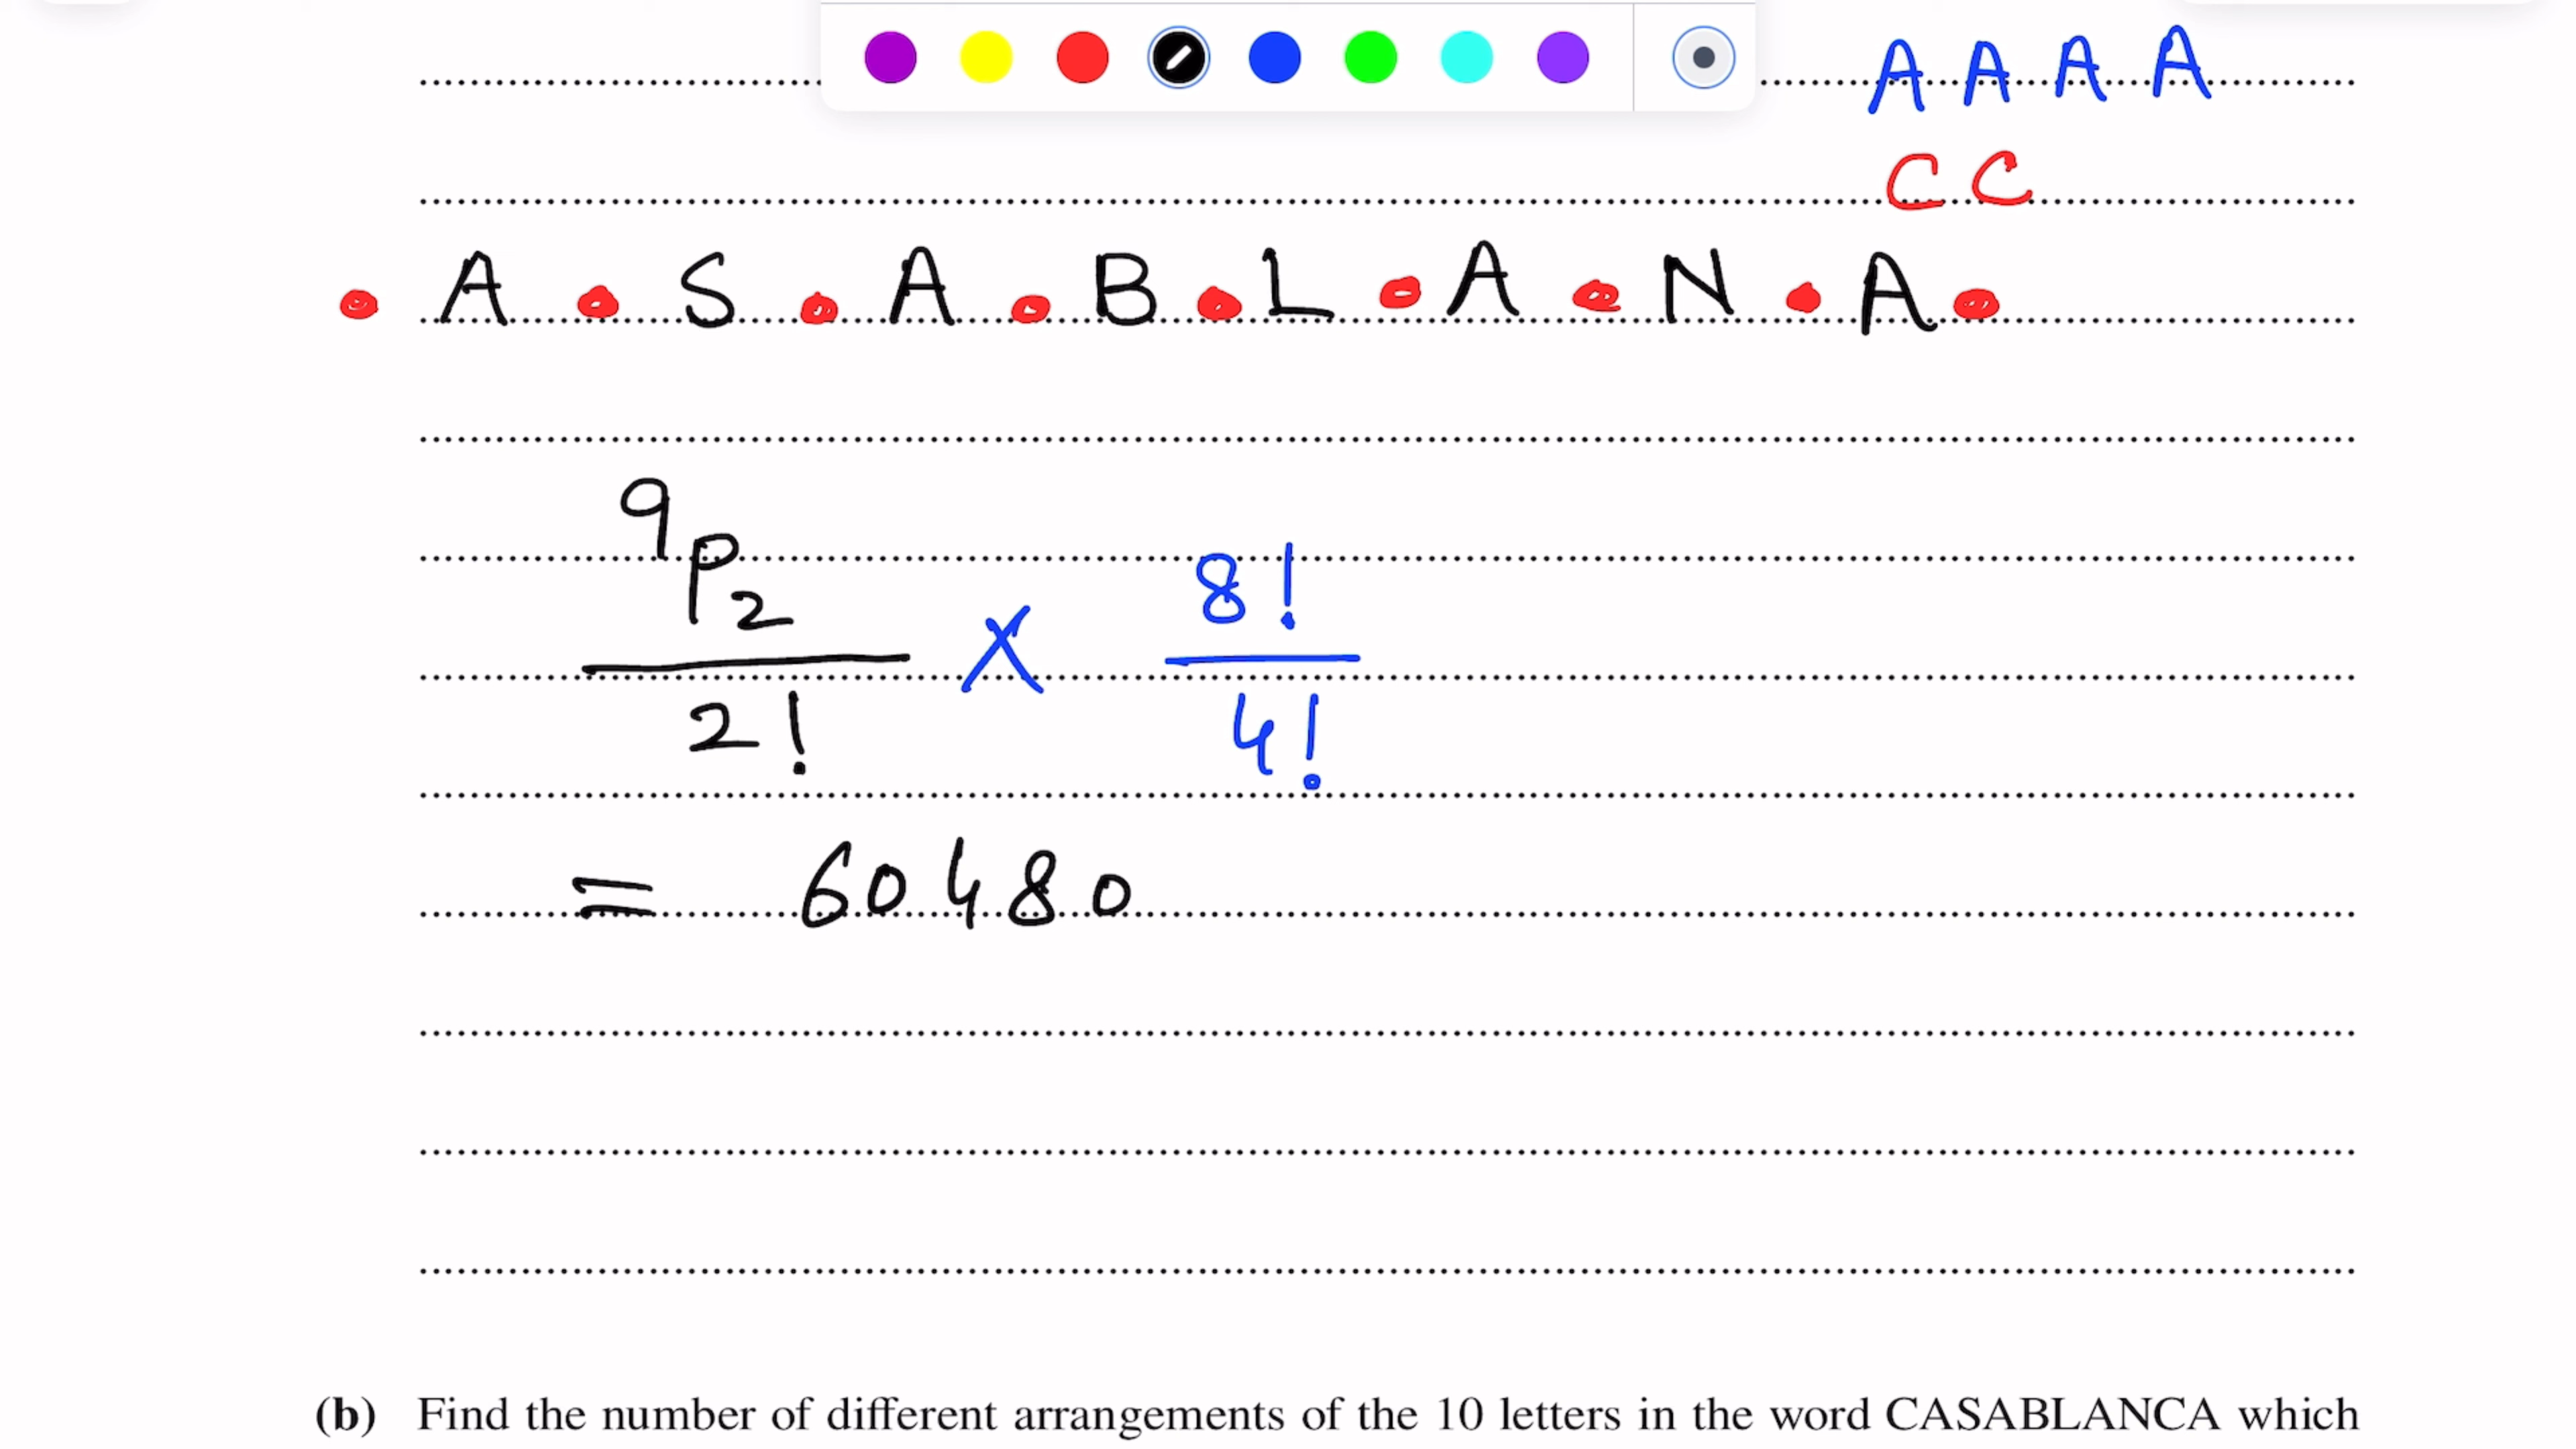 A A A A
C C
. A . S . A . B . L . A . N . A .
9P2 / 2! × 8! / 4!
= 60480
(b) Find the number of different arrangements of the 10 letters in the word CASABLANCA which